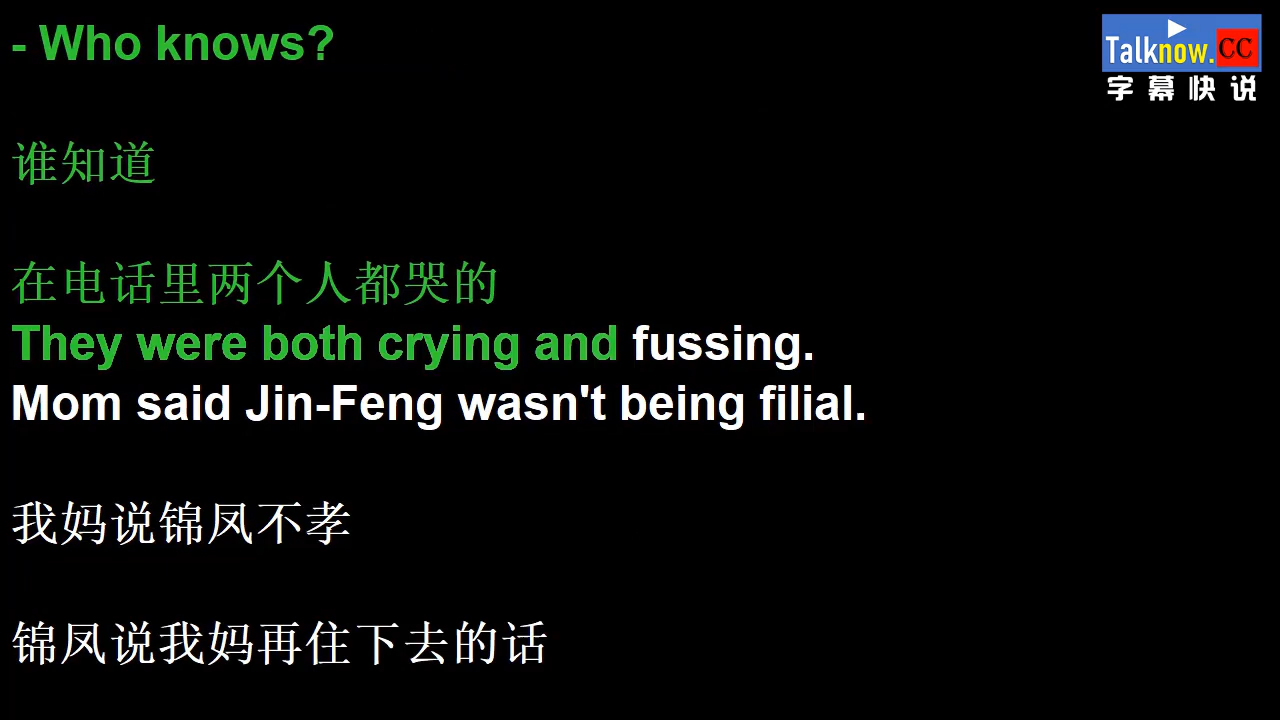 - Who knows?
Talknow.CC
字幕快说
谁知道
在电话里两个人都哭的
They were both crying and fussing.
Mom said Jin-Feng wasn't being filial.
我妈说锦凤不孝
锦凤说我妈再住下去的话